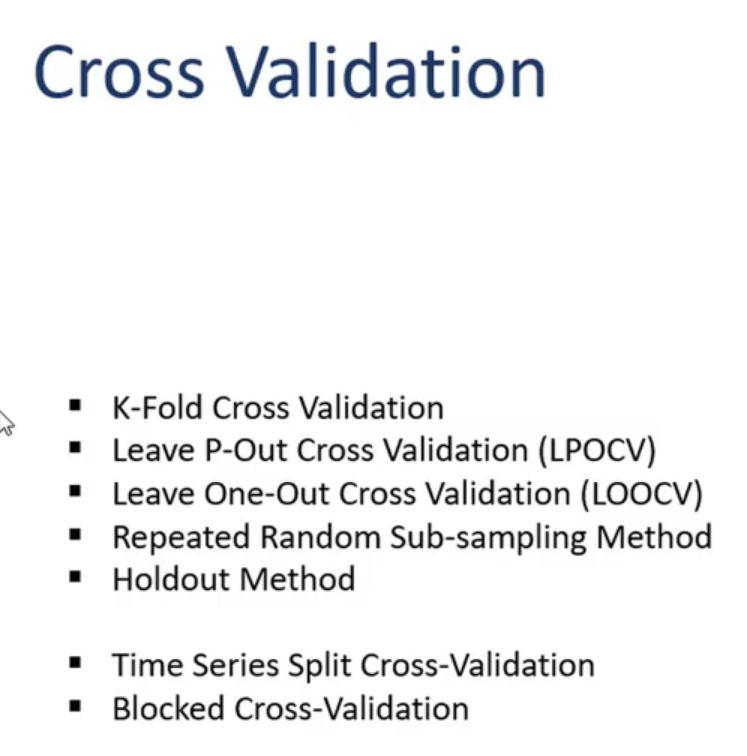 Cross Validation
▪ K-Fold Cross Validation
▪ Leave P-Out Cross Validation (LPOCV)
▪ Leave One-Out Cross Validation (LOOCV)
▪ Repeated Random Sub-sampling Method
▪ Holdout Method
▪ Time Series Split Cross-Validation
▪ Blocked Cross-Validation